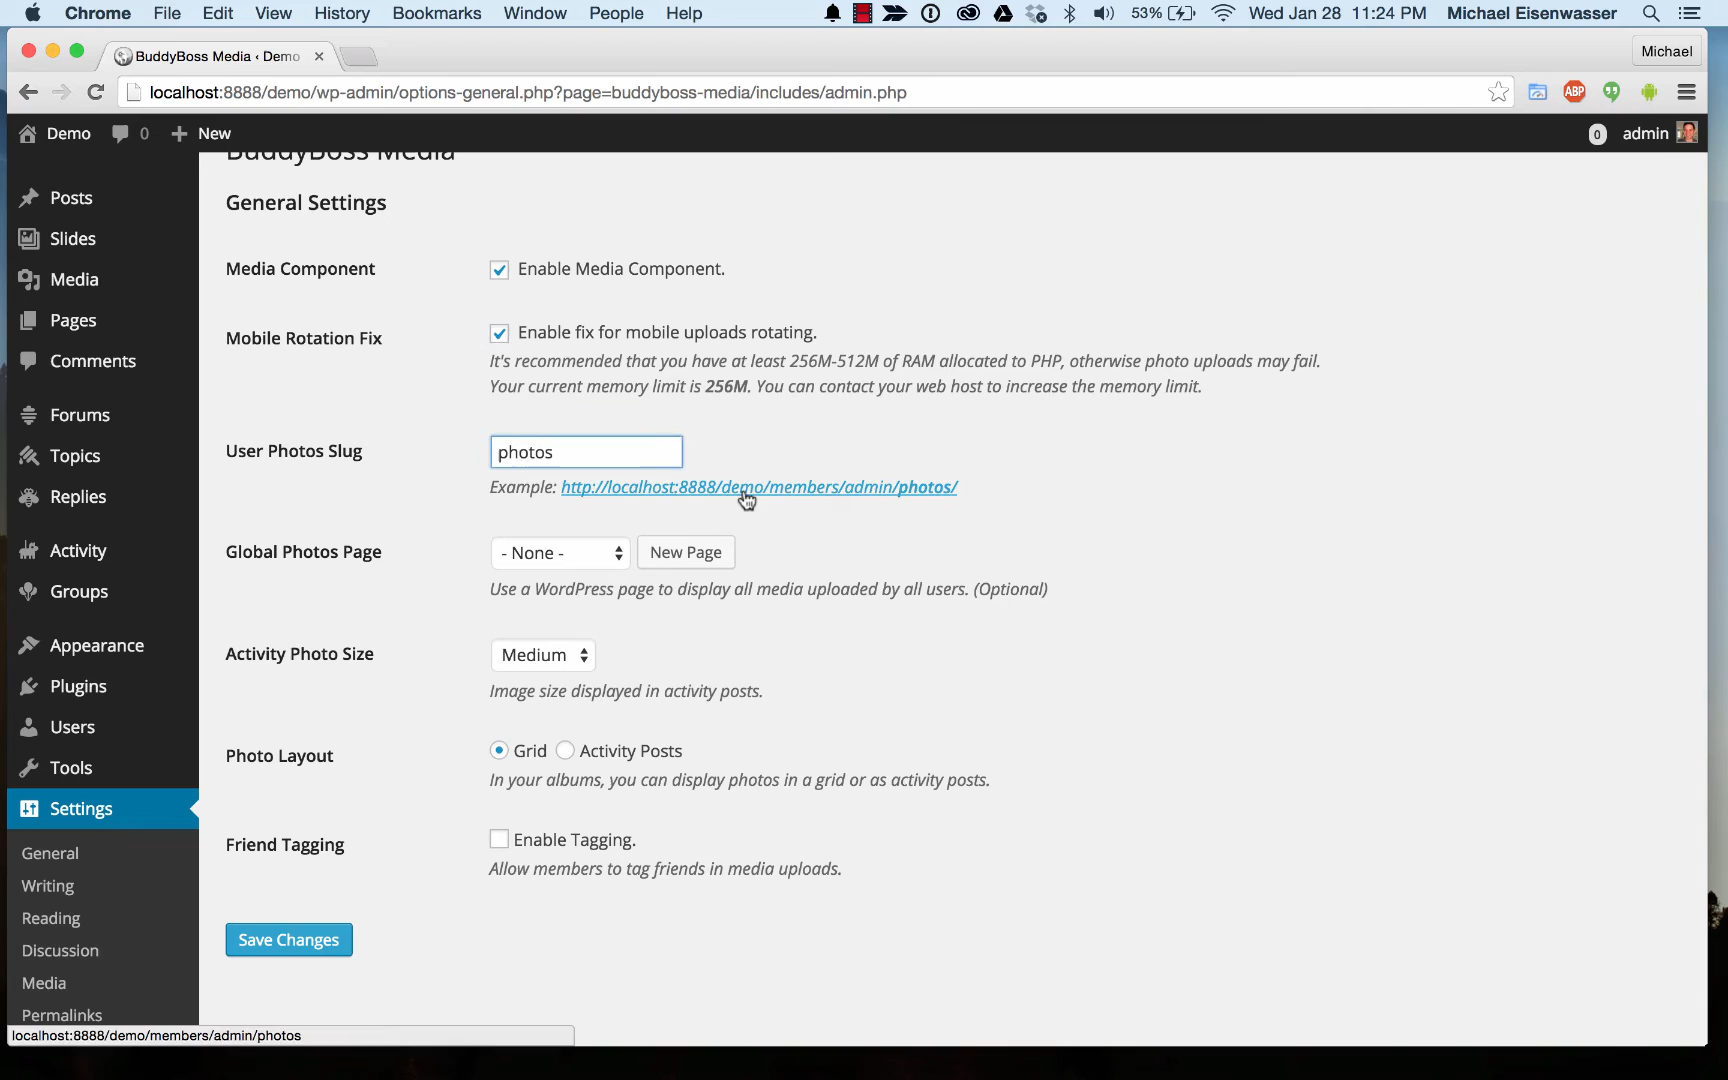 Chrome File Edit View History Bookmarks Window People Help 53% Wed Jan 28 11:24 PM Michael Eisenwasser
BuddyBoss Media ‹ Demo
Michael
localhost:8888/demo/wp-admin/options-general.php?page=buddyboss-media/includes/admin.php
ABP
Demo 0 New 0 admin
BuddyBoss Media
Posts
Slides
Media
Pages
Comments
Forums
Topics
Replies
Activity
Groups
Appearance
Plugins
Users
Tools
Settings
General
Writing
Reading
Discussion
Media
Permalinks
General Settings
Media Component
Enable Media Component.
Mobile Rotation Fix
Enable fix for mobile uploads rotating.
It's recommended that you have at least 256M-512M of RAM allocated to PHP, otherwise photo uploads may fail.
Your current memory limit is 256M. You can contact your web host to increase the memory limit.
User Photos Slug
photos
Example: http://localhost:8888/demo/members/admin/photos/
Global Photos Page
- None - New Page
Use a WordPress page to display all media uploaded by all users. (Optional)
Activity Photo Size
Medium
Image size displayed in activity posts.
Photo Layout
Grid Activity Posts
In your albums, you can display photos in a grid or as activity posts.
Friend Tagging
Enable Tagging.
Allow members to tag friends in media uploads.
Save Changes
localhost:8888/demo/members/admin/photos